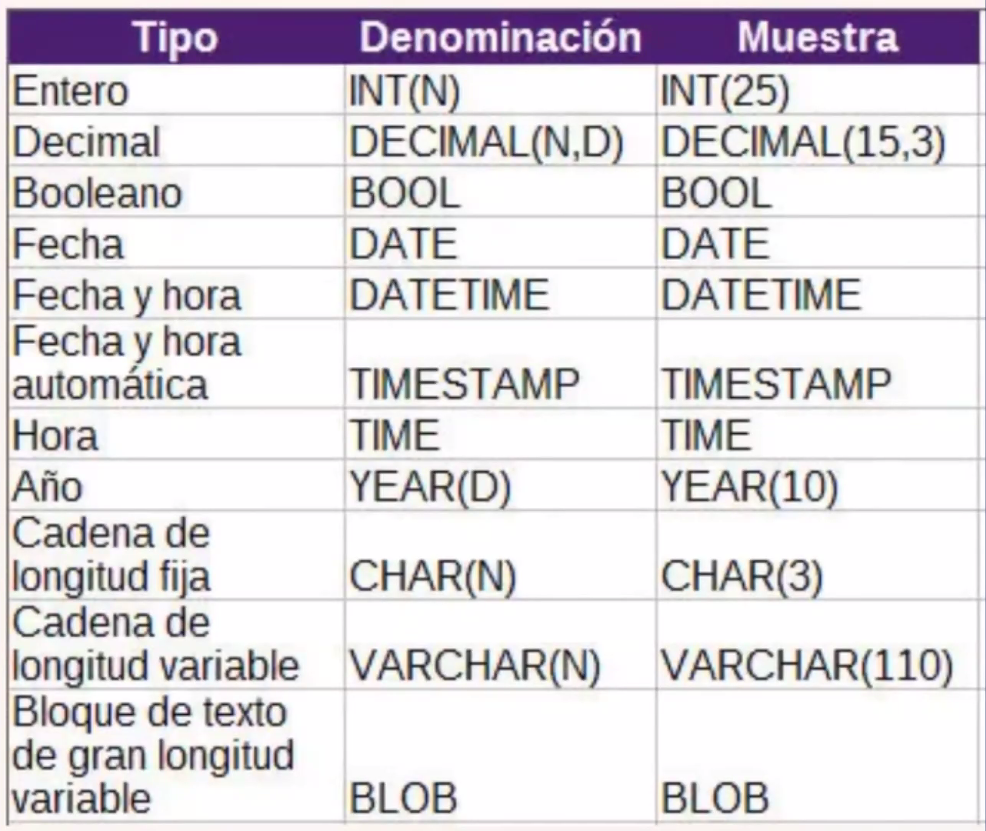 Tipo Denominación Muestra
Entero INT(N) INT(25)
Decimal DECIMAL(N,D) DECIMAL(15,3)
Booleano BOOL BOOL
Fecha DATE DATE
Fecha y hora DATETIME DATETIME
Fecha y hora
automática TIMESTAMP TIMESTAMP
Hora TIME TIME
Año YEAR(D) YEAR(10)
Cadena de
longitud fija CHAR(N) CHAR(3)
Cadena de
longitud variable VARCHAR(N) VARCHAR(110)
Bloque de texto
de gran longitud
variable BLOB BLOB